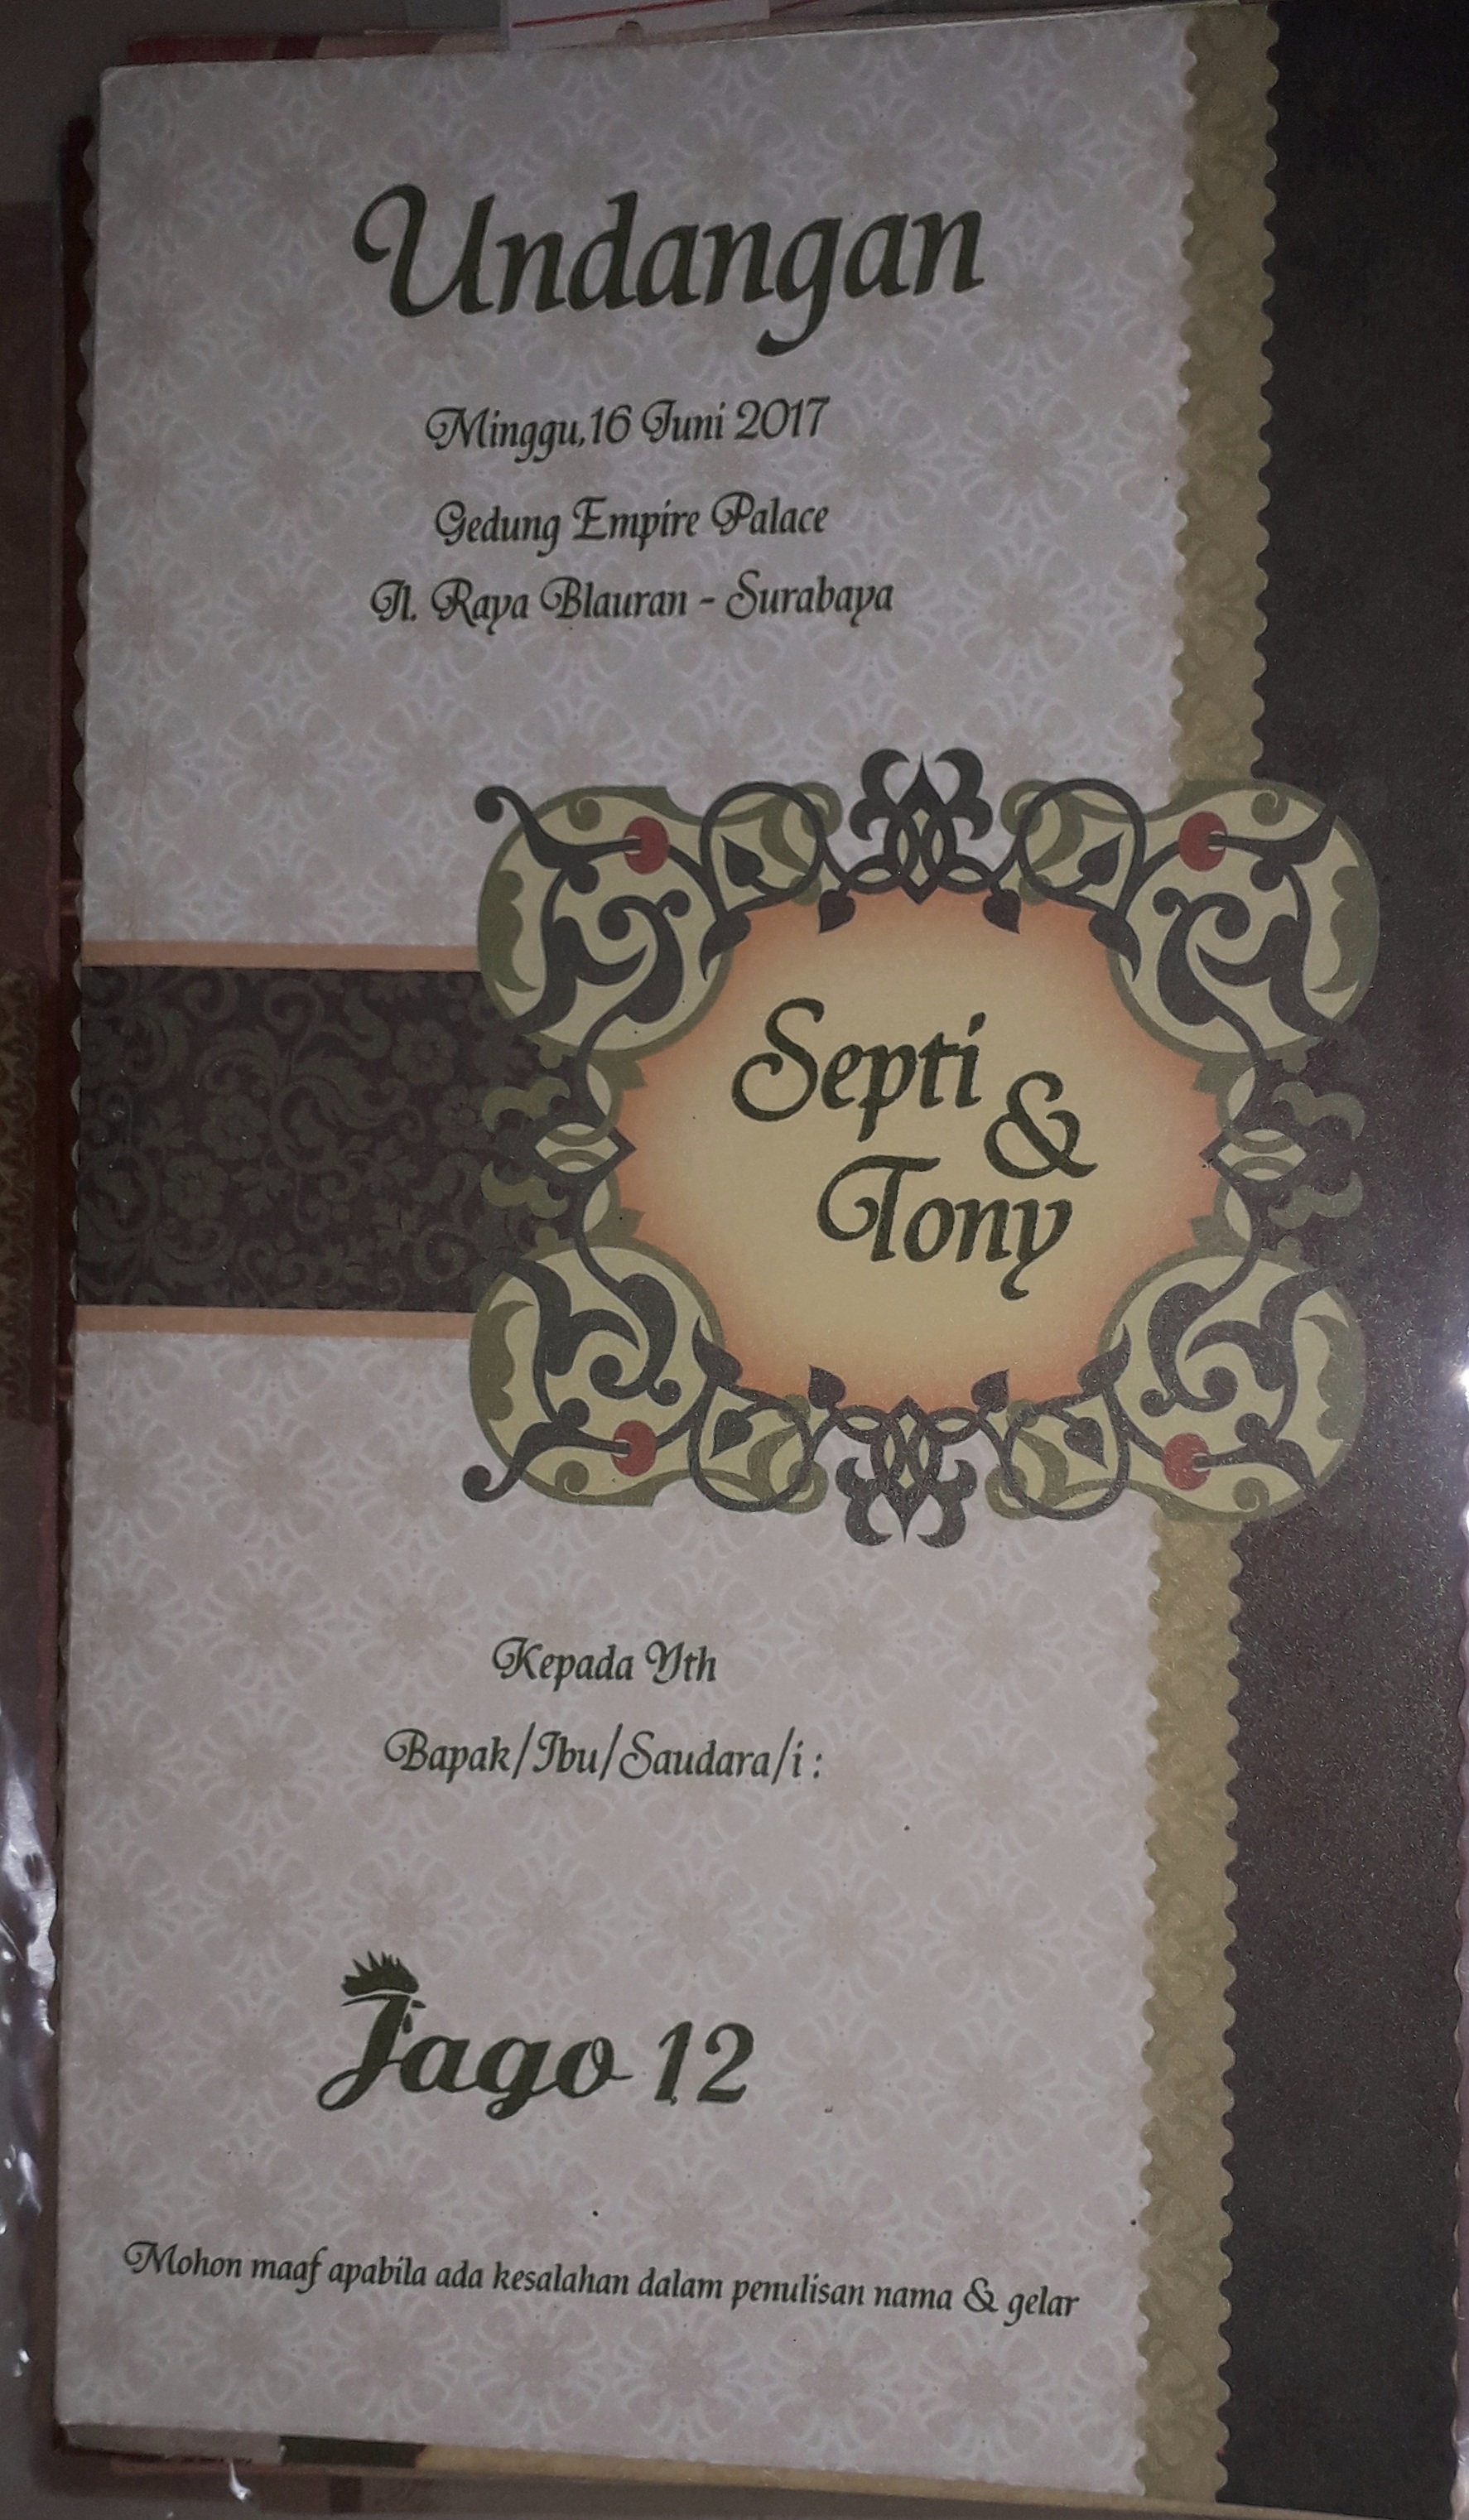 Undangan
Minggu, 16 Juni 2017
Gedung Empire Palace
Jl. Raya Blauran - Surabaya
Septi
&
Tony
Kepada Yth
Bapak/Ibu/Saudara/i :
Jago 12
Mohon maaf apabila ada kesalahan dalam penulisan nama & gelar